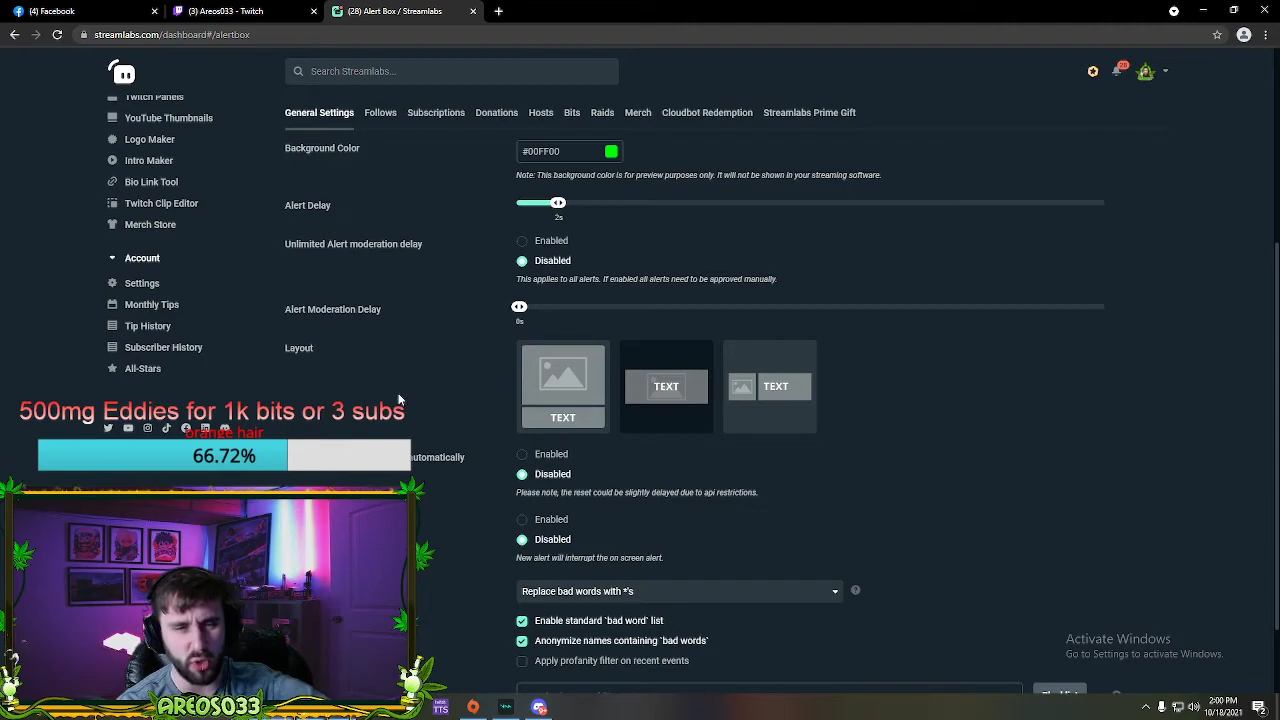 (4) Facebook
(3) Areos033 - Twitch
(28) Alert Box / Streamlabs
streamlabs.com/dashboard#/alertbox
Search Streamlabs...
28
Twitch Panels
YouTube Thumbnails
Logo Maker
Intro Maker
Bio Link Tool
Twitch Clip Editor
Merch Store
Account
Settings
Monthly Tips
Tip History
Subscriber History
All-Stars
General Settings Follows Subscriptions Donations Hosts Bits Raids Merch Cloudbot Redemption Streamlabs Prime Gift
Background Color
#00FF00
Note: This background color is for preview purposes only. It will not be shown in your streaming software.
Alert Delay
2s
Unlimited Alert moderation delay
Enabled
Disabled
This applies to all alerts. If enabled all alerts need to be approved manually.
Alert Moderation Delay
0s
Layout
TEXT
TEXT
TEXT
500mg Eddies for 1k bits or 3 subs
orange hair
66.72%
automatically
Enabled
Disabled
Please note, the reset could be slightly delayed due to api restrictions.
Enabled
Disabled
New alert will interrupt the on screen alert.
Replace bad words with *'s
Enable standard `bad word` list
Anonymize names containing `bad words`
Apply profanity filter on recent events
Activate Windows
Go to Settings to activate Windows.
AREOS033
TTS
2:00 PM
10/18/2021